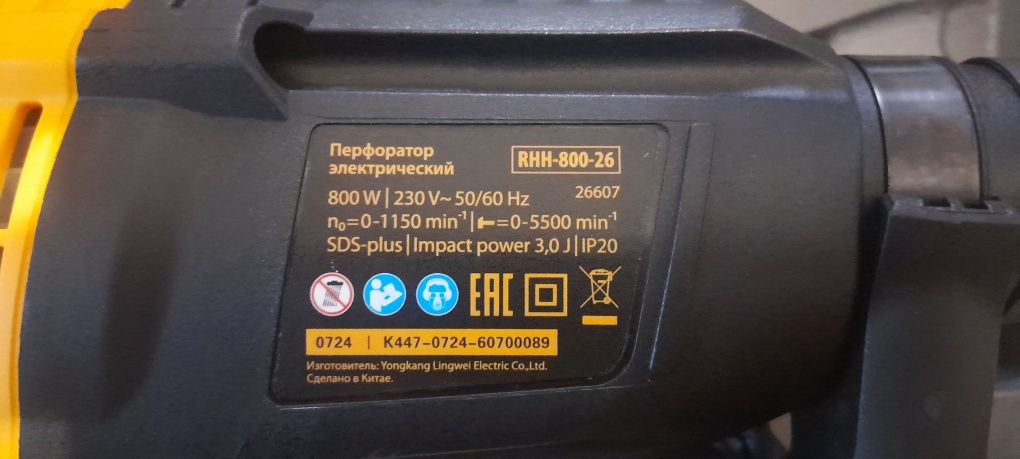 Перфоратор
электрический
RHH-800-26
26607
800 W | 230 V~ 50/60 Hz
n₀=0-1150 min⁻¹ | =0-5500 min⁻¹
SDS-plus | Impact power 3,0 J | IP20
EAC
0724 | K447-0724-60700089
Изготовитель: Yongkang Lingwei Electric Co.,Ltd.
Сделано в Китае.